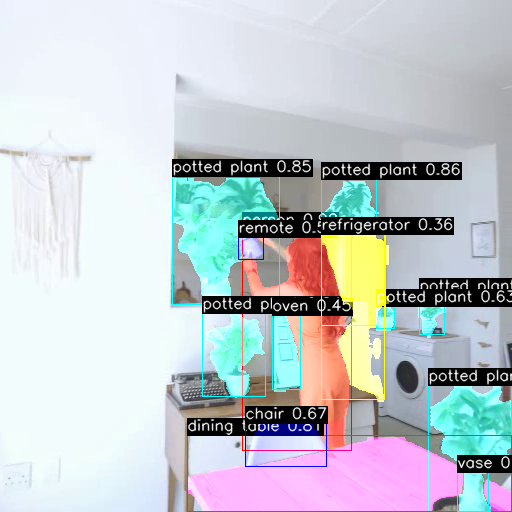 potted plant 0.85
potted plant 0.86
remote 0.5
refrigerator 0.36
potted plant
potted plant 0.63
potted pl
oven 0.45
potted pla
chair 0.67
dining table 0.81
vase 0